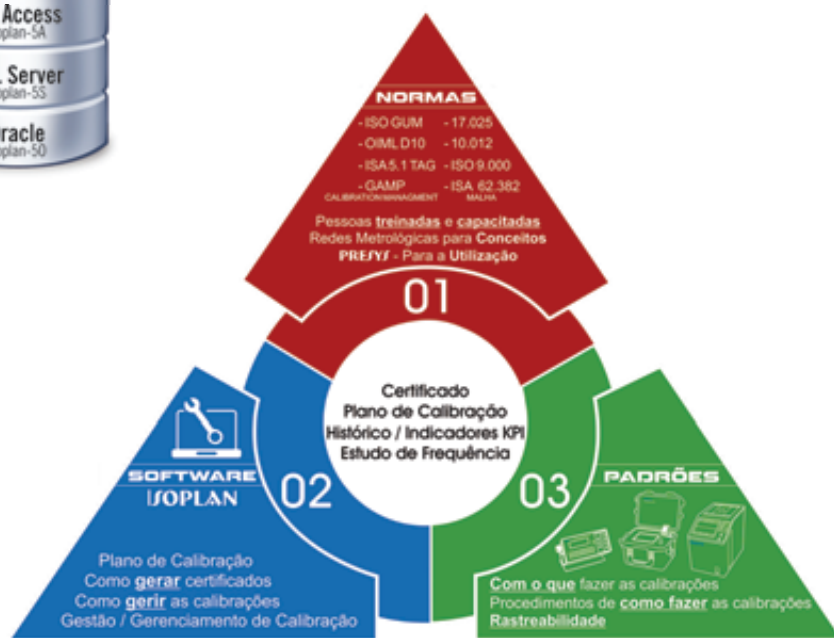 Access
oplan-5A
Server
oplan-5S
racle
oplan-5O
NORMAS
- ISO GUM - 17.025
- OIML D10 - 10.012
- ISA 5.1 TAG - ISO 9.000
- GAMP - ISA 62.382
CALIBRATION MANAGMENT MALHA
Pessoas treinadas e capacitadas
Redes Metrológicas para Conceitos
PRESYS - Para a Utilização
01
Certificado
Plano de Calibração
Histórico / Indicadores KPI
Estudo de Frequência
SOFTWARE
ISOPLAN
02
Plano de Calibração
Como gerar certificados
Como gerir as calibrações
Gestão / Gerenciamento de Calibração
03
PADRÕES
Com o que fazer as calibrações
Procedimentos de como fazer as calibrações
Rastreabilidade